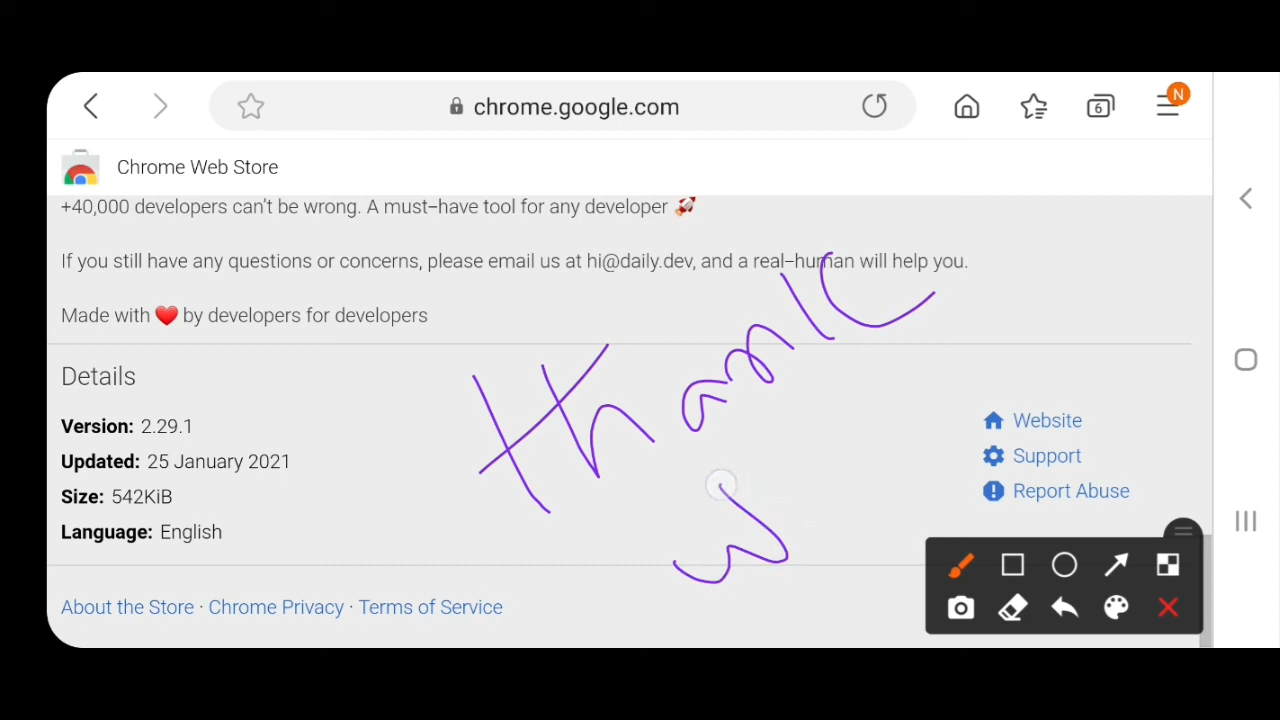 chrome.google.com
6
N
Chrome Web Store
+40,000 developers can't be wrong. A must-have tool for any developer 🚀
If you still have any questions or concerns, please email us at hi@daily.dev, and a real-human will help you.
Made with ❤️ by developers for developers
Details
Version: 2.29.1
Updated: 25 January 2021
Size: 542KiB
Language: English
Website
Support
Report Abuse
Thank
About the Store · Chrome Privacy · Terms of Service